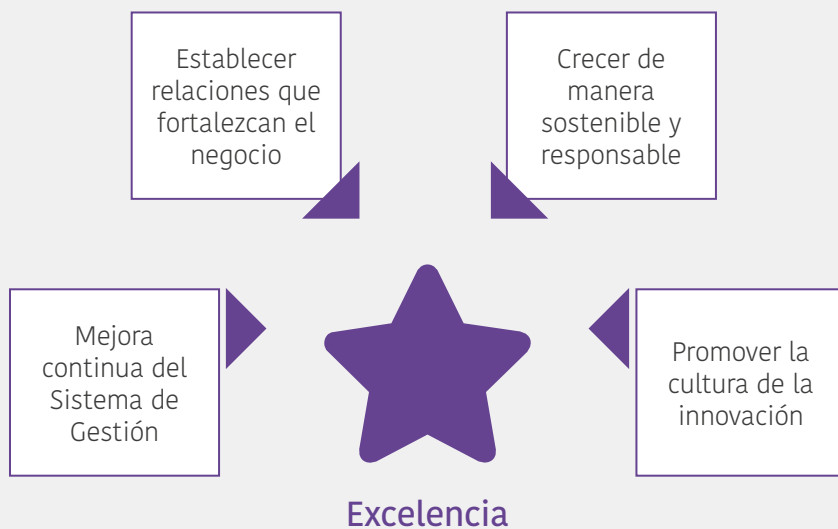 Establecer
relaciones que
fortalezcan el
negocio
Crecer de
manera
sostenible y
responsable
Mejora
continua del
Sistema de
Gestión
Promover la
cultura de la
innovación
Excelencia